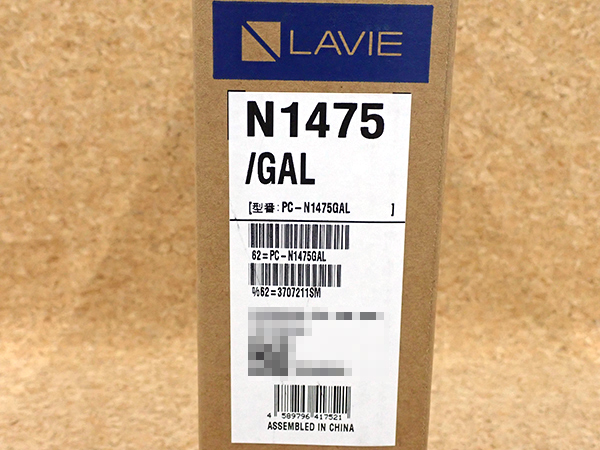 LAVIE
N1475
/GAL
[型番:PC-N1475GAL ]
62=PC-N1475GAL
%62=3707211SM
4 589796 417521
ASSEMBLED IN CHINA